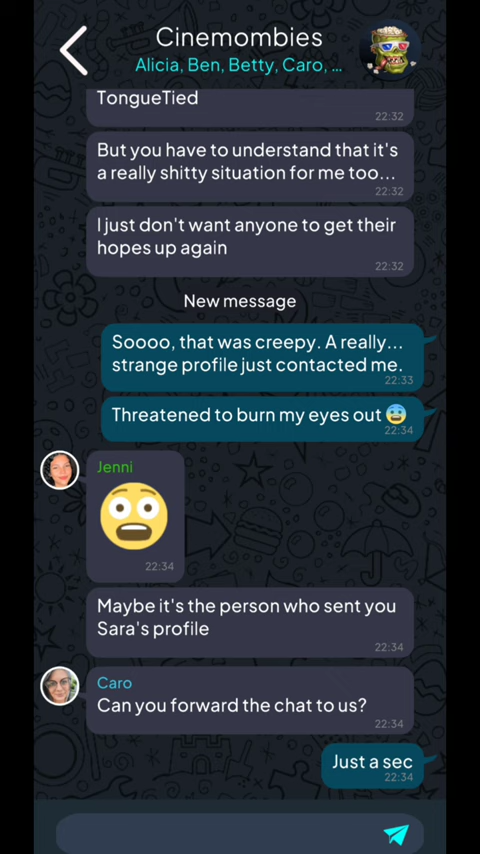 Cinemombies
Alicia, Ben, Betty, Caro, ...
TongueTied
22:32
But you have to understand that it's
a really shitty situation for me too...
22:32
I just don't want anyone to get their
hopes up again
22:32
New message
Soooo, that was creepy. A really...
strange profile just contacted me.
22:33
Threatened to burn my eyes out 😨
22:34
Jenni
22:34
Maybe it's the person who sent you
Sara's profile
22:34
Caro
Can you forward the chat to us?
22:34
Just a sec
22:34